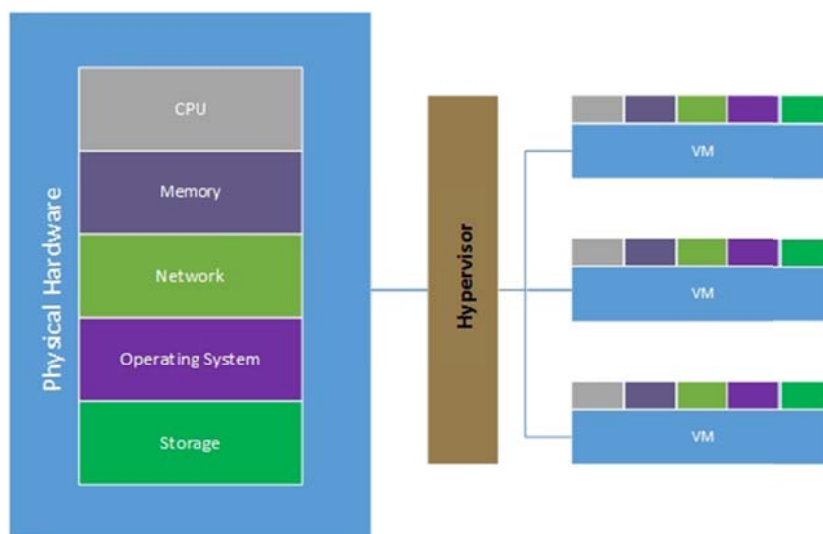 Physical Hardware
CPU
Memory
Network
Operating System
Storage
Hypervisor
VM
VM
VM